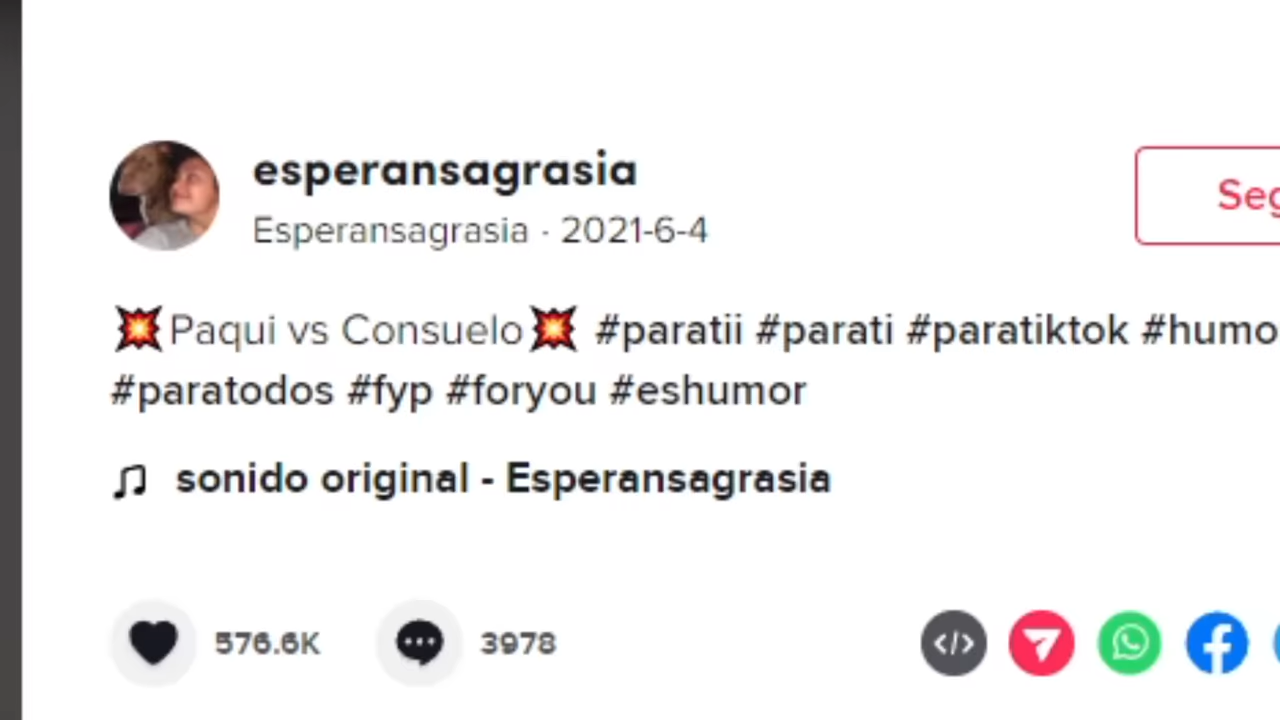 esperansagrasia
Esperansagrasia · 2021-6-4
Seg
💥Paqui vs Consuelo💥 #paratii #parati #paratiktok #humo
#paratodos #fyp #foryou #eshumor
sonido original - Esperansagrasia
576.6K 3978